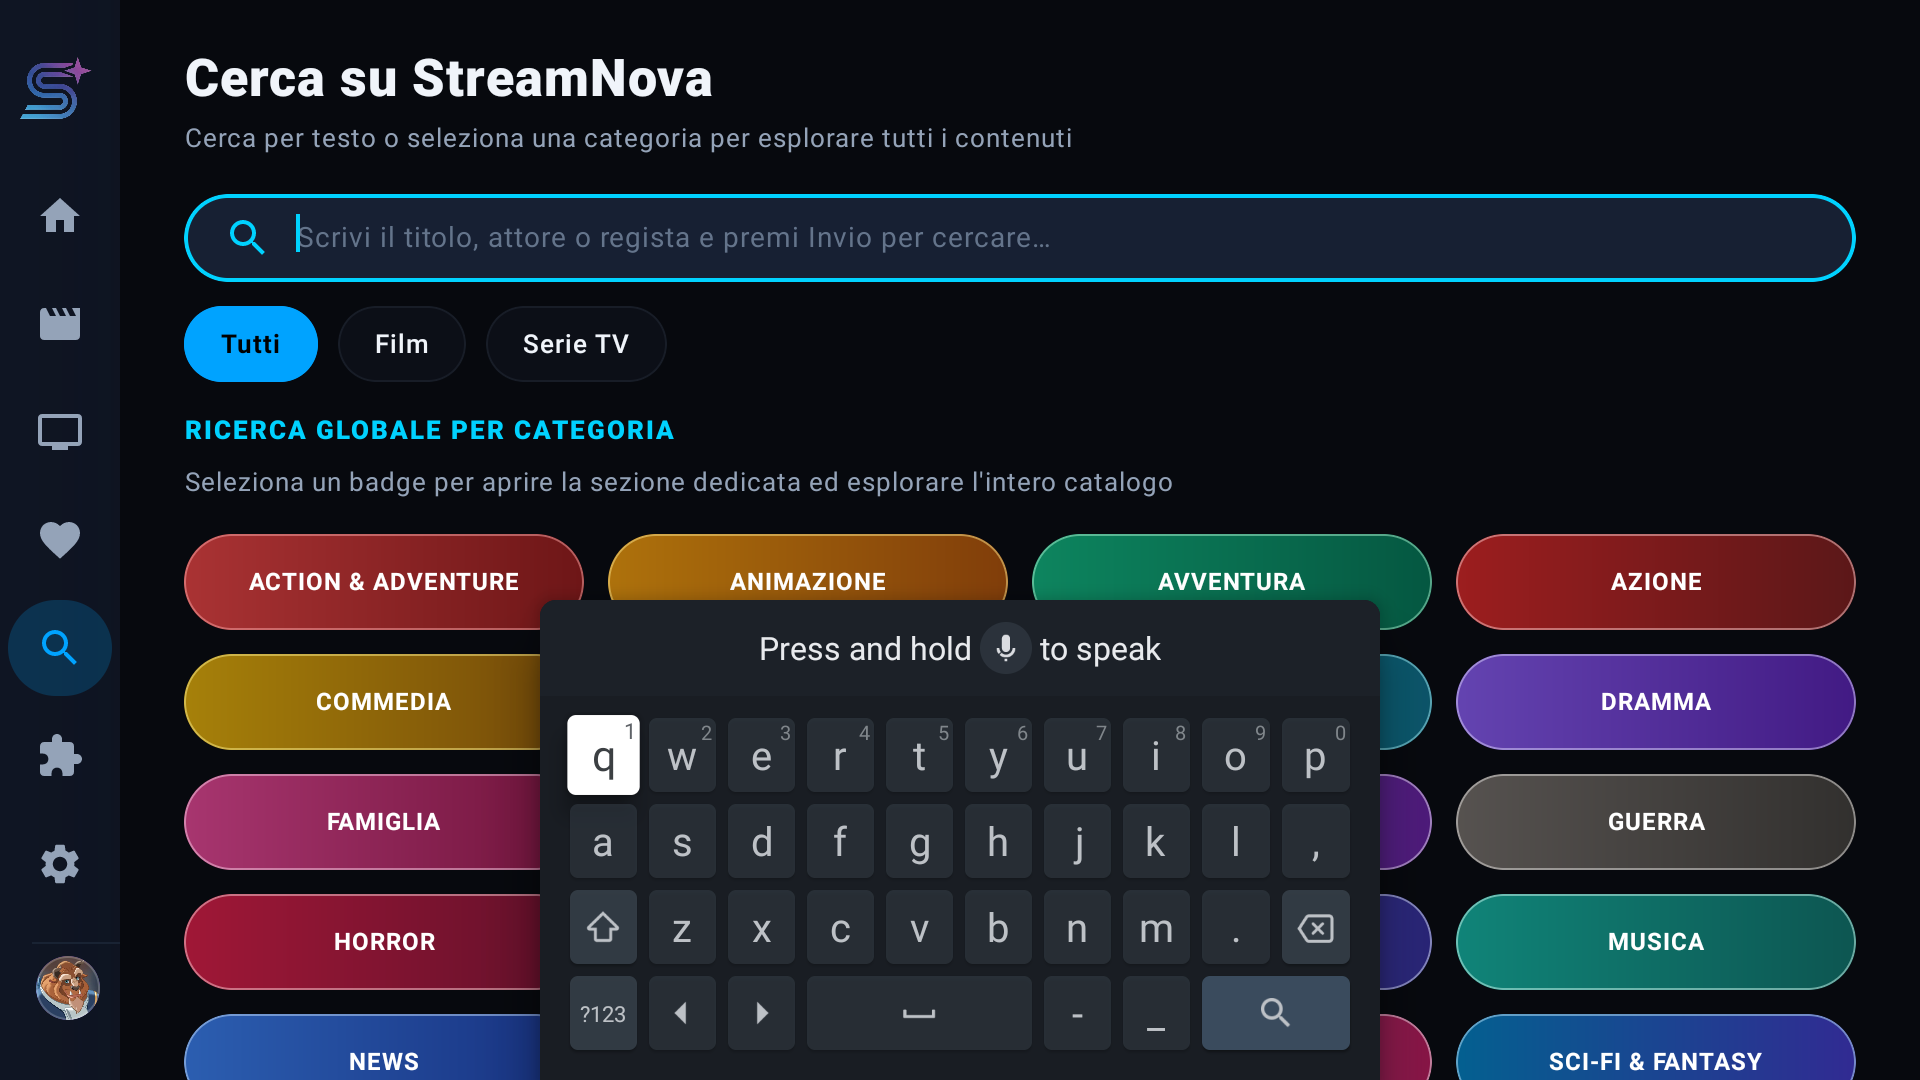 Cerca su StreamNova
Cerca per testo o seleziona una categoria per esplorare tutti i contenuti
Scrivi il titolo, attore o regista e premi Invio per cercare...
Tutti Film Serie TV
RICERCA GLOBALE PER CATEGORIA
Seleziona un badge per aprire la sezione dedicata ed esplorare l'intero catalogo
ACTION & ADVENTURE ANIMAZIONE AVVENTURA AZIONE
COMMEDIA DRAMMA
FAMIGLIA GUERRA
HORROR MUSICA
NEWS SCI-FI & FANTASY
Press and hold to speak
q 1 w 2 e 3 r 4 t 5 y 6 u 7 i 8 o 9 p 0
a s d f g h j k l ,
z x c v b n m .
?123 - _